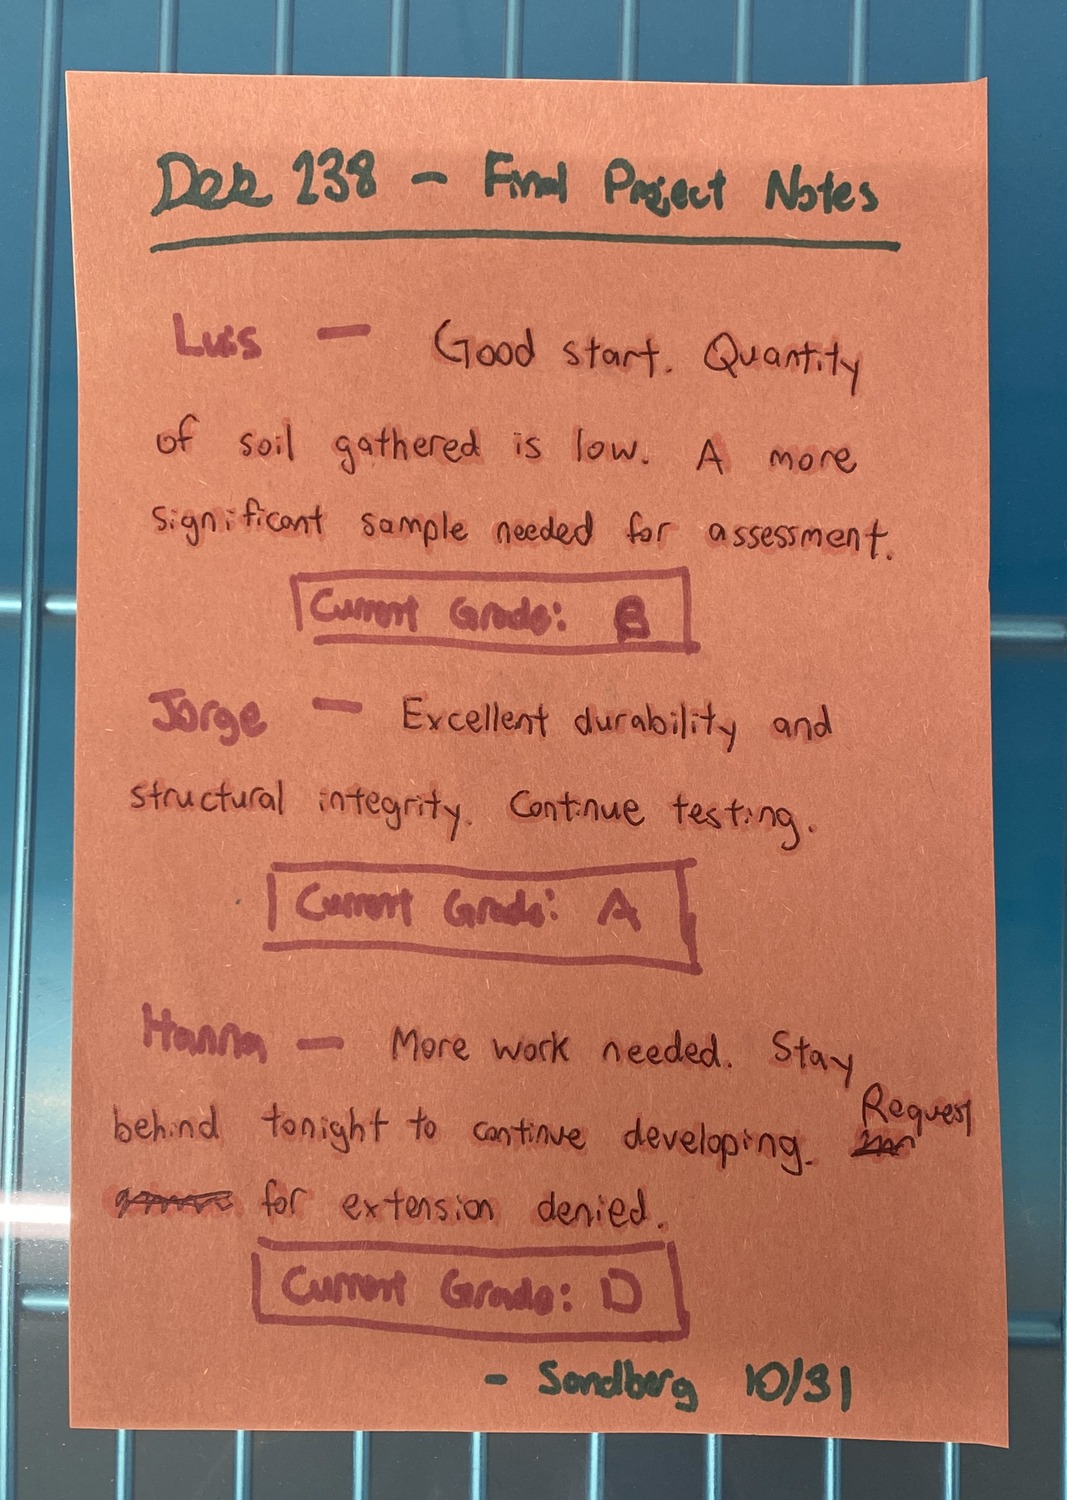 238 - Final Project Notes
Luis - Good start. Quantity
of soil gathered is low. A more
significant sample needed for assessment.
Current Grade: B
Jorge - Excellent durability and
structural integrity. Continue testing.
Current Grade: A
Hanna - More work needed. Stay
behind tonight to continue developing. Request
for extension denied.
Current Grade: D
- Sandberg 10/31